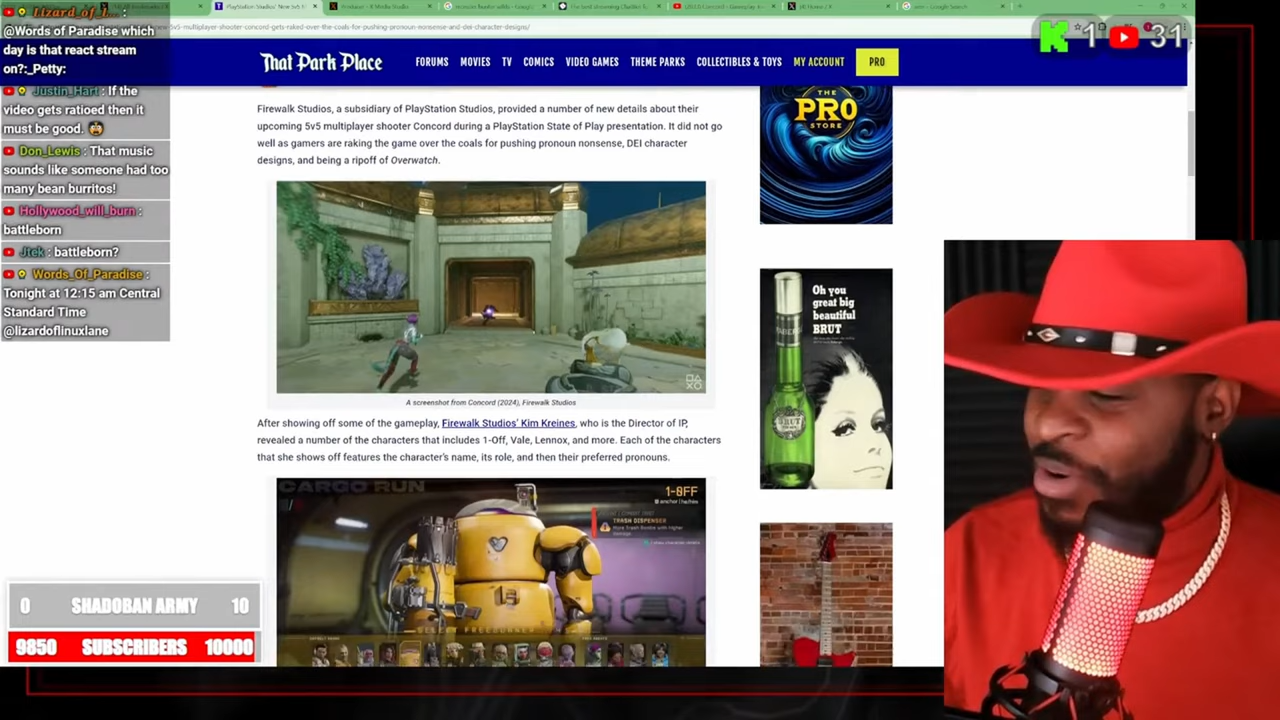 @Words of Paradise which
day is that react stream
on?:_Petty:
Justin_Hart: If the
video gets ratioed then it
must be good.
Don_Lewis: That music
sounds like someone had too
many bean burritos!
Hollywood_will_burn:
battleborn
Jtek: battleborn?
Words_Of_Paradise:
Tonight at 12:15 am Central
Standard Time
@lizardoflinuxlane
That Park Place
FORUMS MOVIES TV COMICS VIDEO GAMES THEME PARKS COLLECTIBLES & TOYS MY ACCOUNT PRO
1 31
Firewalk Studios, a subsidiary of PlayStation Studios, provided a number of new details about their
upcoming 5v5 multiplayer shooter Concord during a PlayStation State of Play presentation. It did not go
well as gamers are raking the game over the coals for pushing pronoun nonsense, DEI character
designs, and being a ripoff of Overwatch.
A screenshot from Concord (2024), Firewalk Studios
After showing off some of the gameplay, Firewalk Studios' Kim Kreines, who is the Director of IP,
revealed a number of the characters that includes 1-Off, Vale, Lennox, and more. Each of the characters
that she shows off features the character's name, its role, and then their preferred pronouns.
CARGO RUN
1-OFF
TRASH DISPENSER
THE
PRO
STORE
Oh you
great big
beautiful
BRUT
BRUT
0 SHADOBAN ARMY 10
9850 SUBSCRIBERS 10000